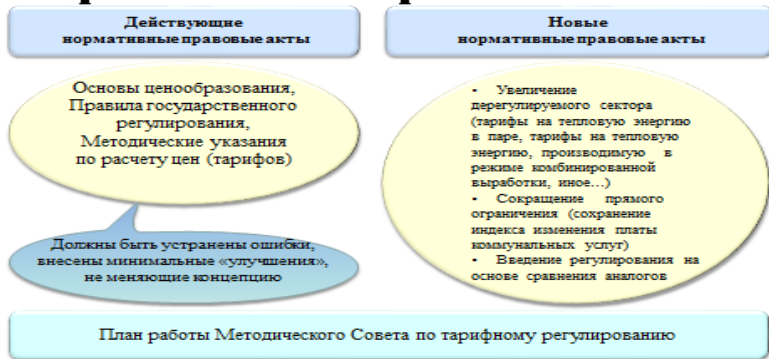 Действующие
нормативные правовые акты
Новые
нормативные правовые акты
Основы ценообразования,
Правила государственного
регулирования,
Методические указания
по расчету цен (тарифов)
Должны быть устранены ошибки,
внесены минимальные «улучшения»,
не меняющие концепцию
• Увеличение
дерегулируемого сектора
(тарифы на тепловую энергию
в паре, тарифы на тепловую
энергию, производимую в
режиме комбинированной
выработки, иное...)
• Сокращение прямого
ограничения (сохранение
индекса изменения платы
коммунальных услуг)
• Введение регулирования на
основе сравнения аналогов
План работы Методического Совета по тарифному регулированию